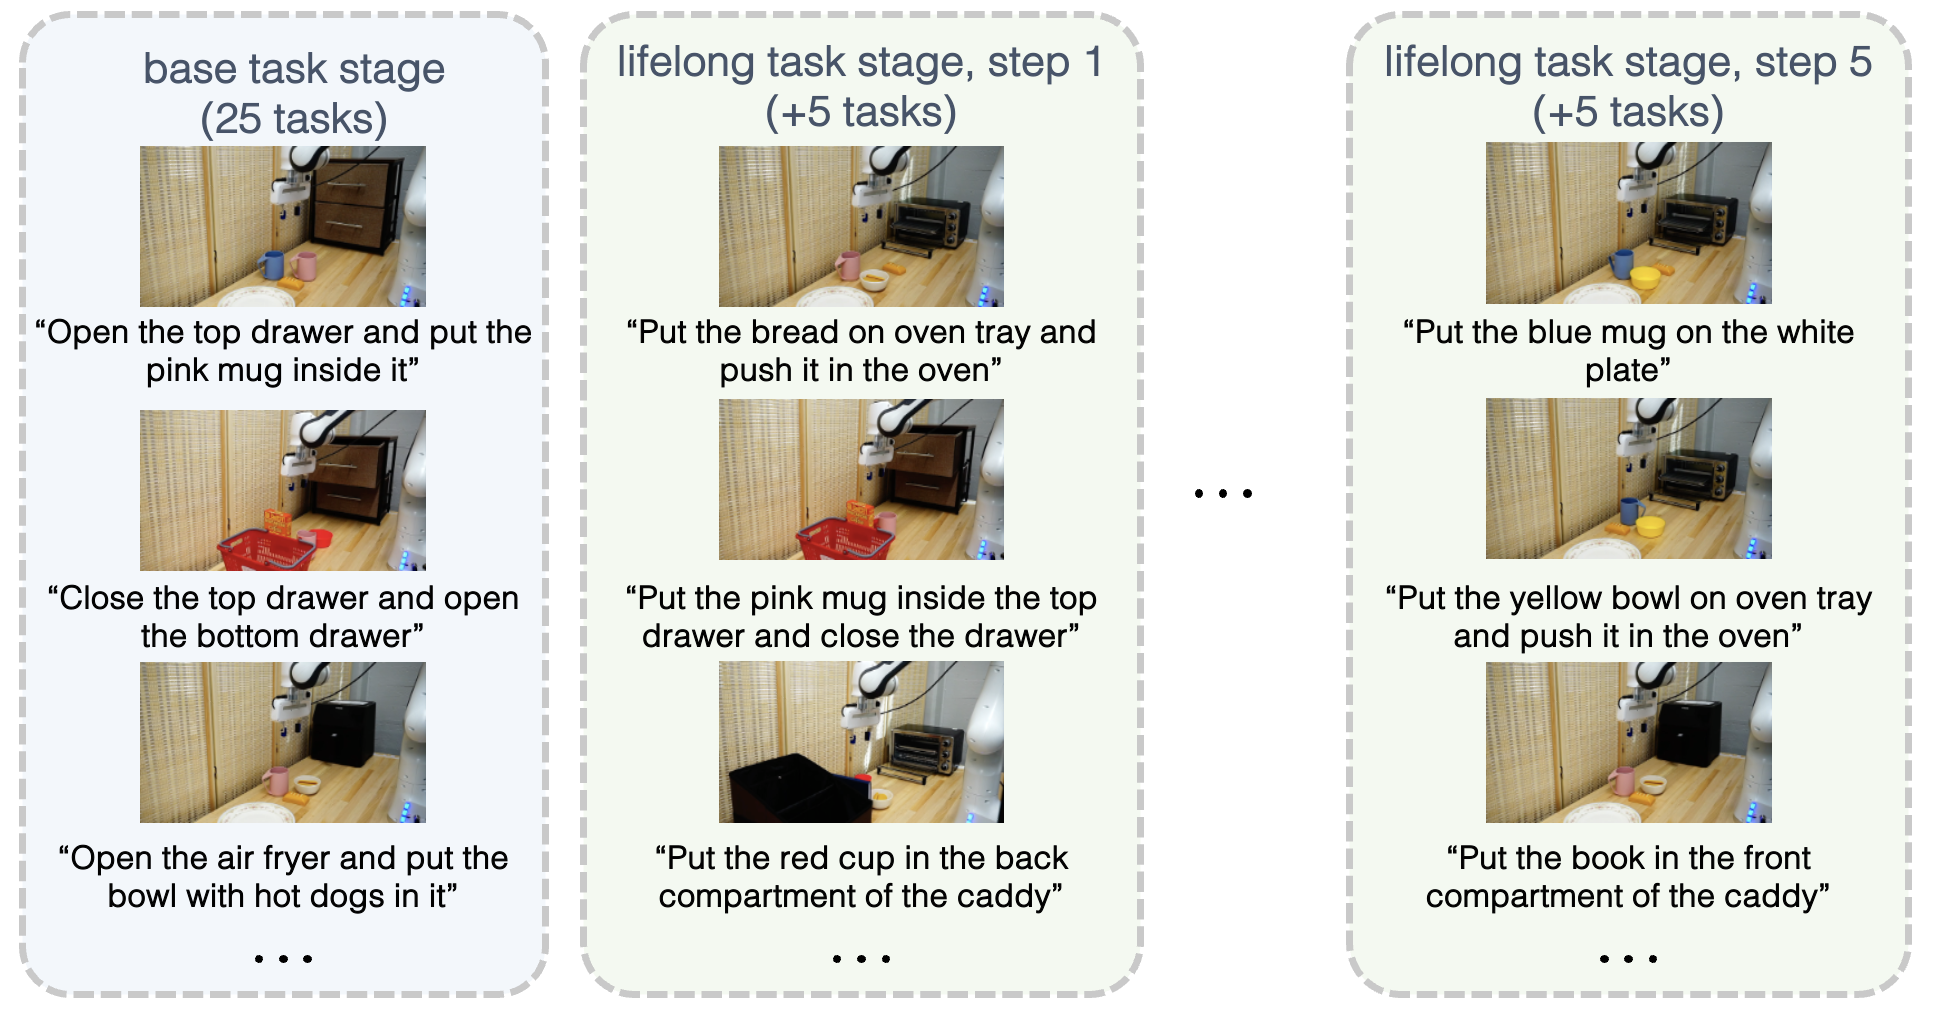 base task stage
(25 tasks)
“Open the top drawer and put the
pink mug inside it”
“Close the top drawer and open
the bottom drawer”
“Open the air fryer and put the
bowl with hot dogs in it”
...
lifelong task stage, step 1
(+5 tasks)
“Put the bread on oven tray and
push it in the oven”
“Put the pink mug inside the top
drawer and close the drawer”
“Put the red cup in the back
compartment of the caddy”
...
...
lifelong task stage, step 5
(+5 tasks)
“Put the blue mug on the white
plate”
“Put the yellow bowl on oven tray
and push it in the oven”
“Put the book in the front
compartment of the caddy”
...